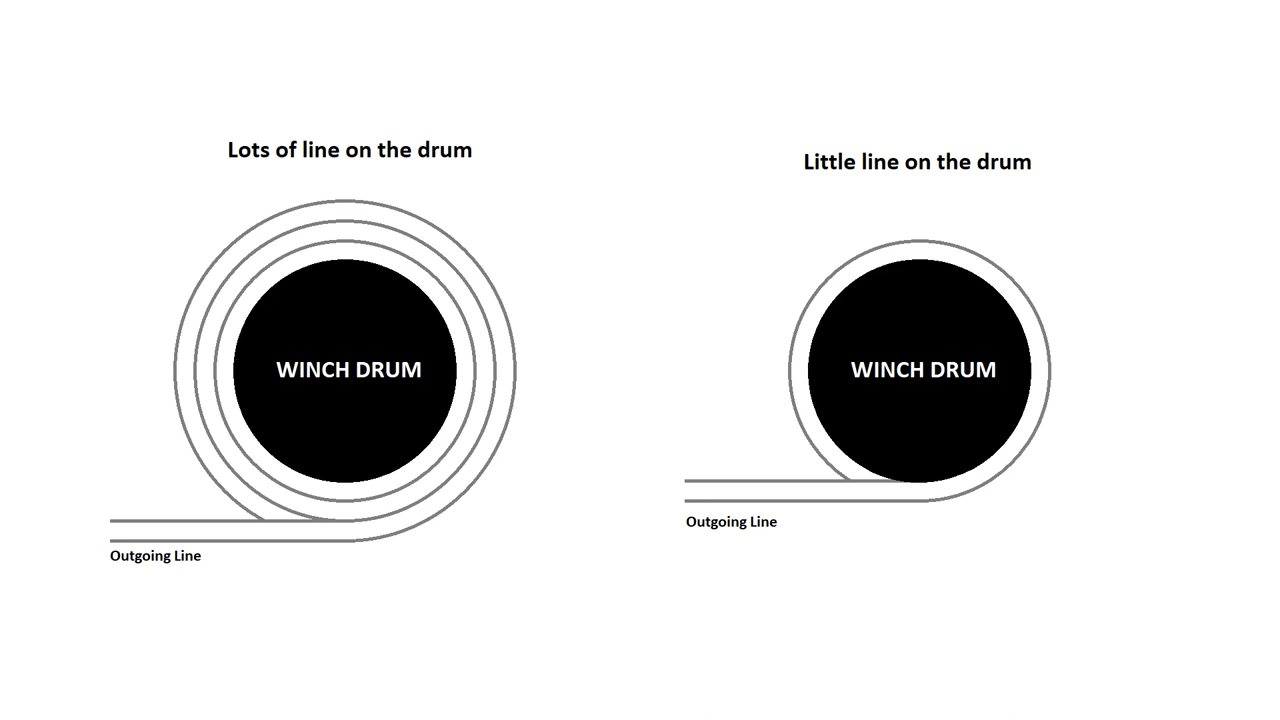 Lots of line on the drum
WINCH DRUM
Outgoing Line
Little line on the drum
WINCH DRUM
Outgoing Line